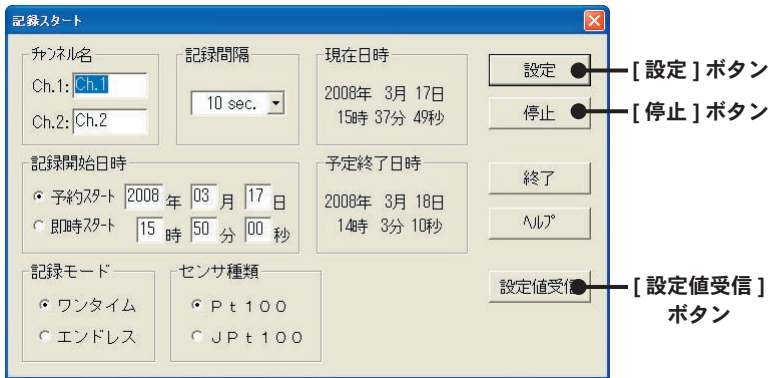 記録スタート
チャンネル名
Ch.1: Ch.1
Ch.2: Ch.2
記録間隔
10 sec.
現在日時
2008年 3月 17日
15時 37分 49秒
設定
[ 設定 ] ボタン
停止
[ 停止 ] ボタン
記録開始日時
予約スタート 2008 年 03 月 17 日
即時スタート 15 時 50 分 00 秒
予定終了日時
2008年 3月 18日
14時 3分 10秒
終了
ヘルプ
記録モード
ワンタイム
エンドレス
センサ種類
Pt100
JPt100
設定値受信
[ 設定値受信 ]
ボタン